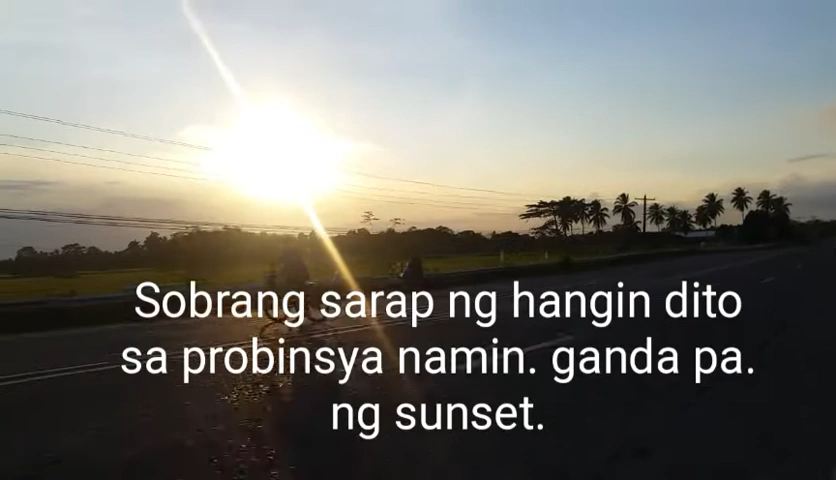 Sobrang sarap ng hangin dito
sa probinsya namin. ganda pa.
ng sunset.